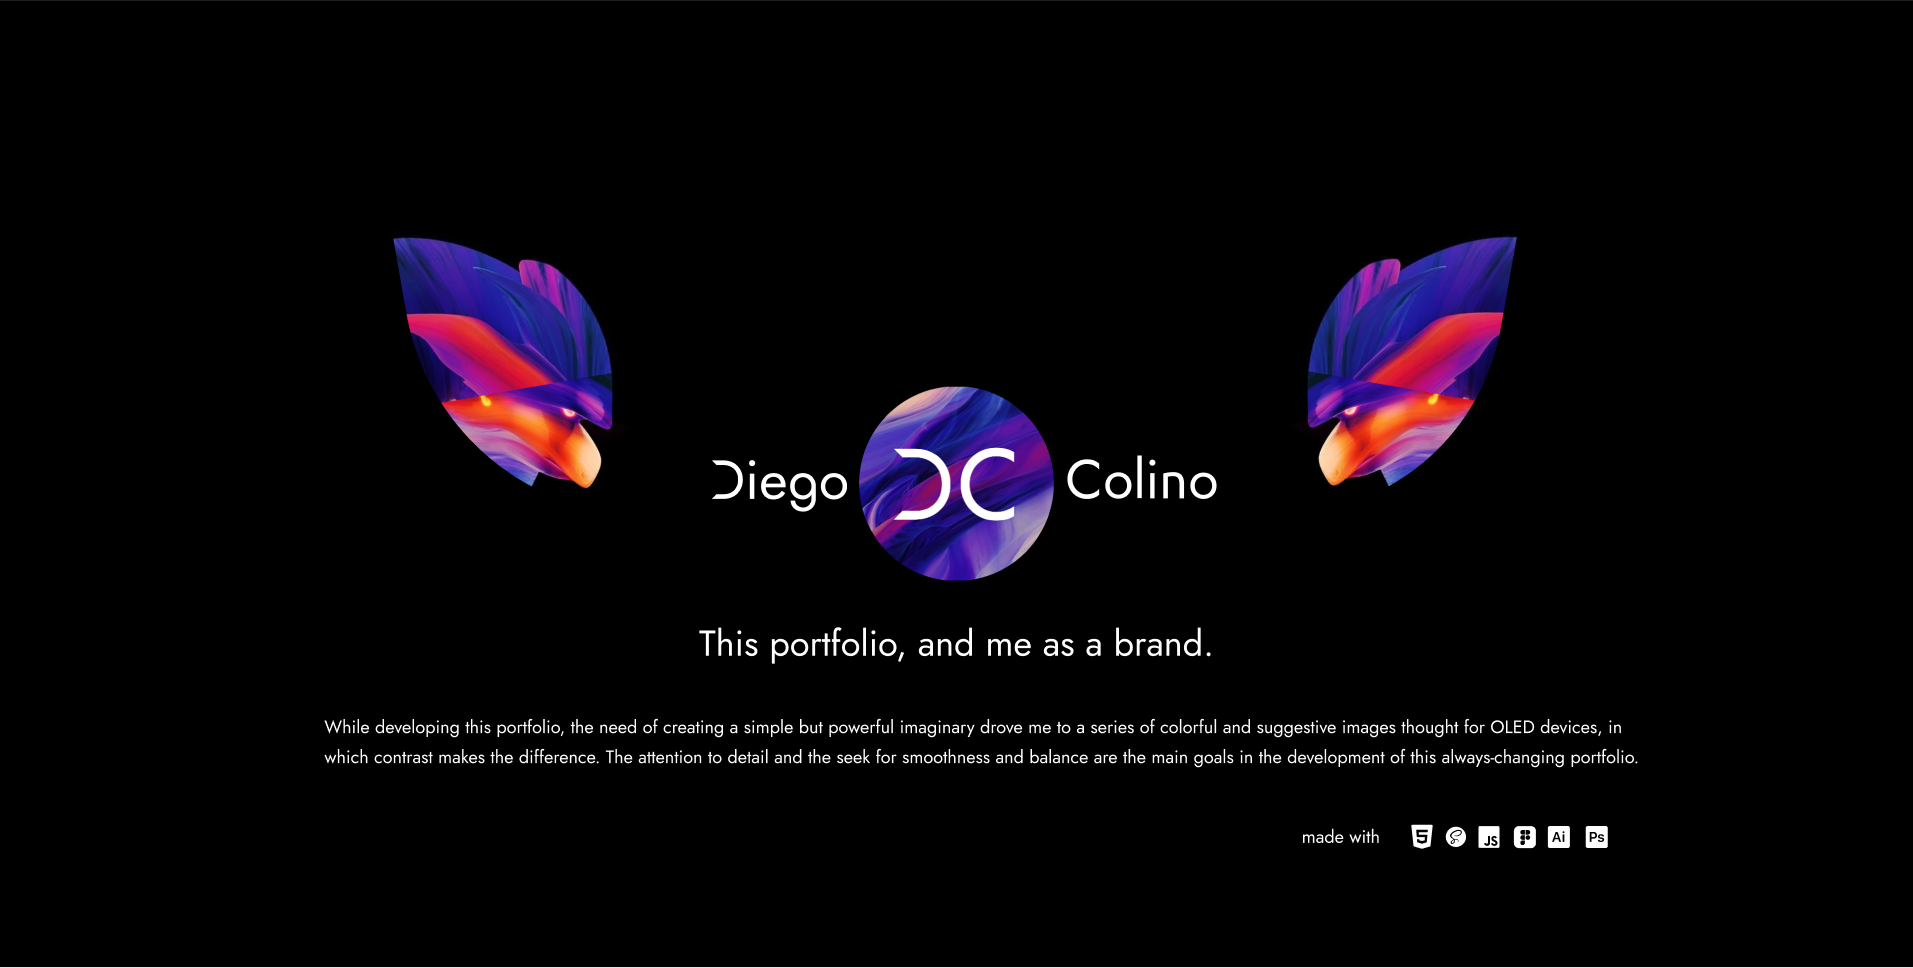 Diego DC Colino
This portfolio, and me as a brand.
While developing this portfolio, the need of creating a simple but powerful imaginary drove me to a series of colorful and suggestive images thought for OLED devices, in
which contrast makes the difference. The attention to detail and the seek for smoothness and balance are the main goals in the development of this always-changing portfolio.
made with 5 JS Ai Ps